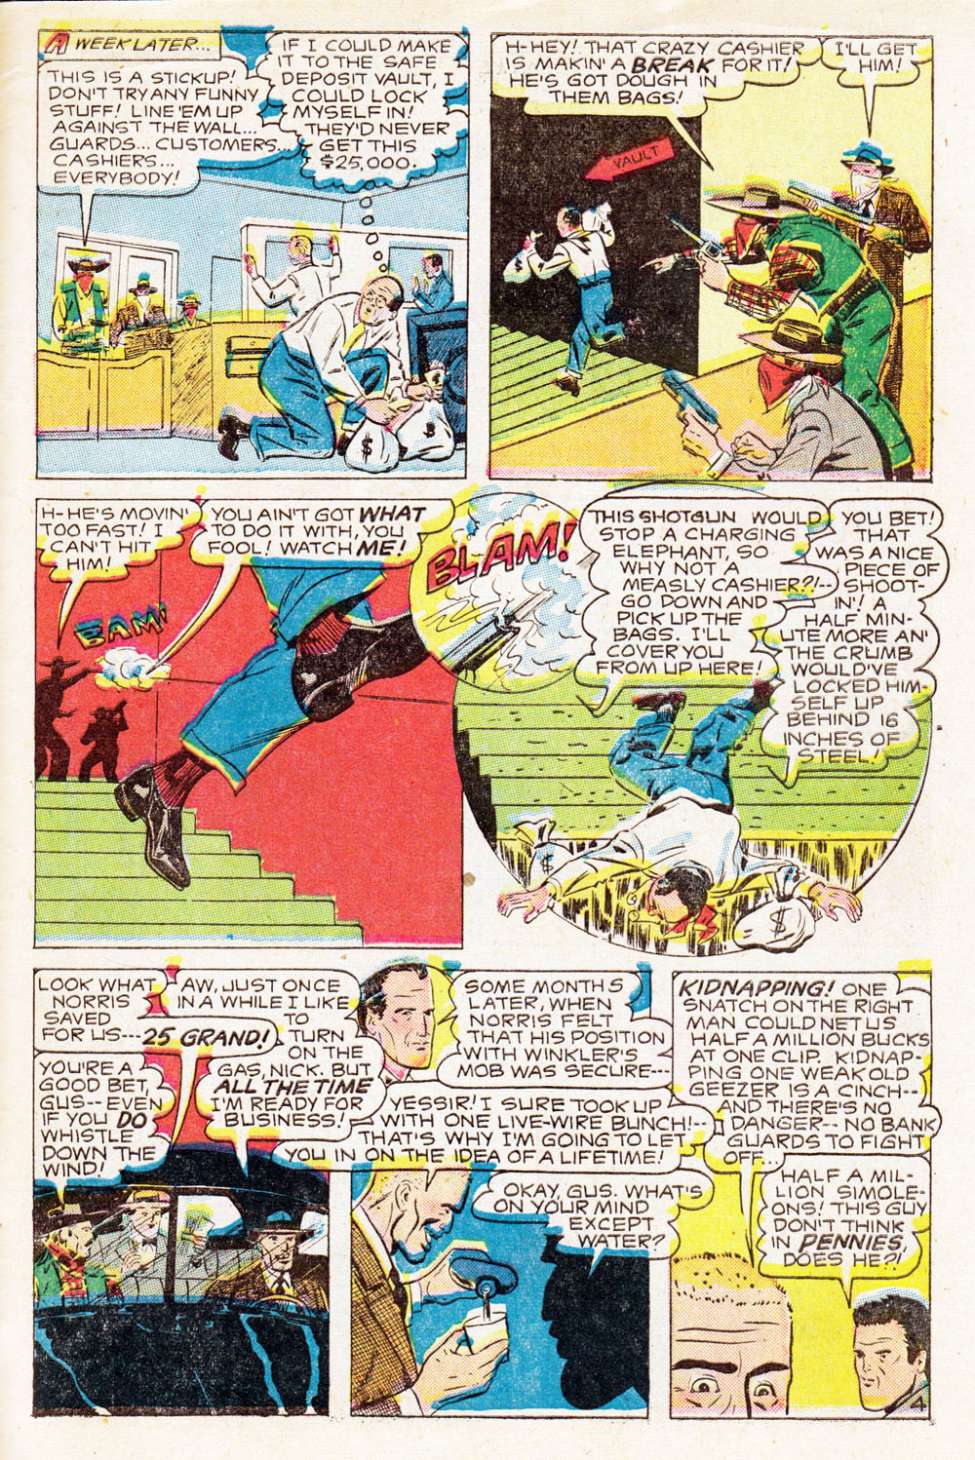 A WEEK LATER...
THIS IS A STICKUP!
DON'T TRY ANY FUNNY
STUFF! LINE 'EM UP
AGAINST THE WALL...
GUARDS... CUSTOMERS...
CASHIERS...
EVERYBODY!
IF I COULD MAKE
IT TO THE SAFE
DEPOSIT VAULT, I
COULD LOCK
MYSELF IN!
THEY'D NEVER
GET THIS
$25,000.
$
$
H-HEY! THAT CRAZY CASHIER
IS MAKIN' A BREAK FOR IT!
HE'S GOT DOUGH IN
THEM BAGS!
I'LL GET
HIM!
VAULT
H-HE'S MOVIN'
TOO FAST! I
CAN'T HIT
HIM!
YOU AIN'T GOT WHAT
TO DO IT WITH, YOU
FOOL! WATCH ME!
BAM!
BLAM!
THIS SHOTGUN WOULD
STOP A CHARGING
ELEPHANT, SO
WHY NOT A
MEASLY CASHIER?!--
GO DOWN AND
PICK UP THE
BAGS. I'LL
COVER YOU
FROM UP HERE!
YOU BET!
THAT
WAS A NICE
PIECE OF
SHOOT-
IN'! A
HALF MIN-
UTE MORE AN'
THE CRUMB
WOULD'VE
LOCKED HIM-
SELF UP
BEHIND 16
INCHES OF
STEEL!
$
$
LOOK WHAT
NORRIS
SAVED
FOR US---25 GRAND!
YOU'RE A
GOOD BET,
GUS--EVEN
IF YOU DO
WHISTLE
DOWN THE
WIND!
AW, JUST ONCE
IN A WHILE I LIKE
TO
TURN
ON THE
GAS, NICK. BUT
ALL THE TIME
I'M READY FOR
BUSINESS!
SOME MONTHS
LATER, WHEN
NORRIS FELT
THAT HIS POSITION
WITH WINKLER'S
MOB WAS SECURE---
YESSIR! I SURE TOOK UP
WITH ONE LIVE-WIRE BUNCH!--
THAT'S WHY I'M GOING TO LET
YOU IN ON THE IDEA OF A LIFETIME!
OKAY, GUS. WHAT'S
ON YOUR MIND
EXCEPT
WATER?
KIDNAPPING! ONE
SNATCH ON THE RIGHT
MAN COULD NET US
HALF A MILLION BUCKS
AT ONE CLIP. KIDNAP-
PING ONE WEAK OLD
GEEZER IS A CINCH--
AND THERE'S NO
DANGER-- NO BANK
GUARDS TO FIGHT
OFF...
HALF A MIL-
LION SIMOLE-
ONS! THIS GUY
DON'T THINK
IN PENNIES,
DOES HE?!
4